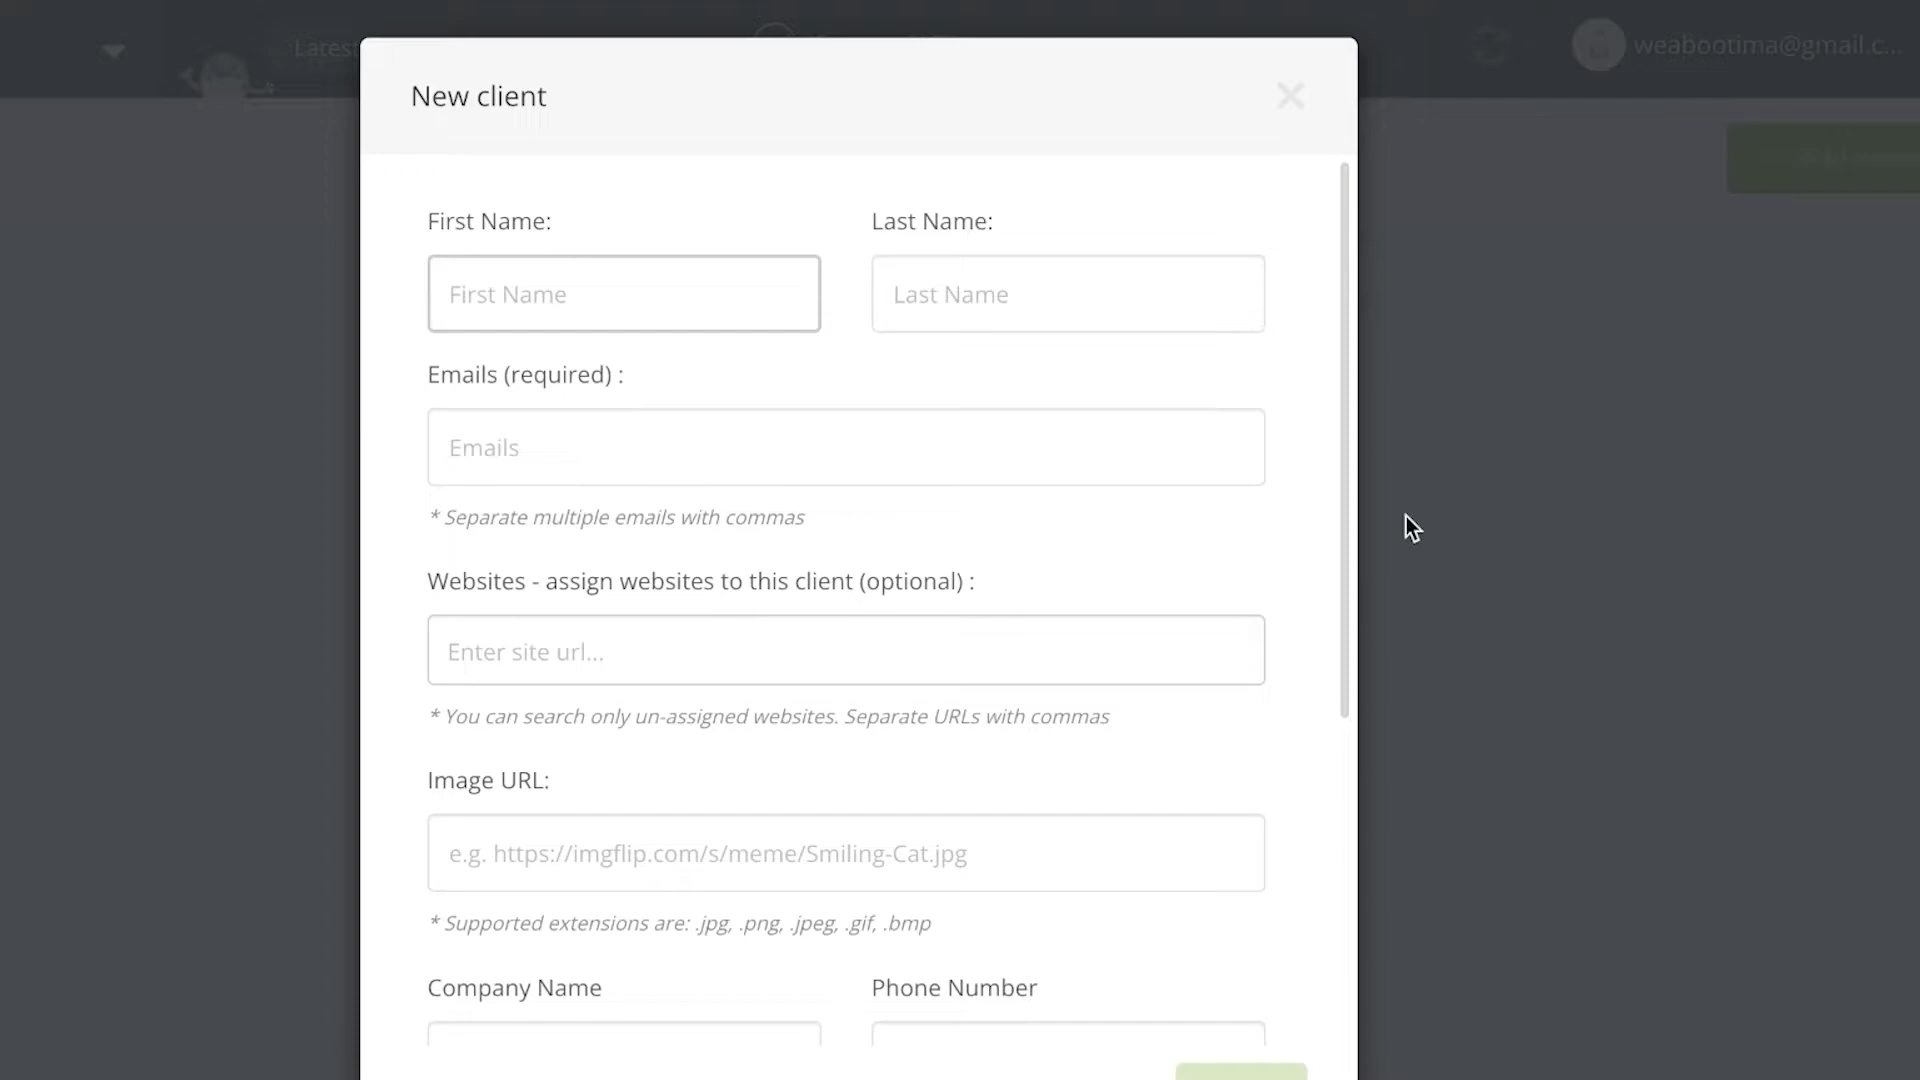 Latest
weabootima@gmail.c...
New client
First Name:
Last Name:
First Name
Last Name
Emails (required) :
Emails
* Separate multiple emails with commas
Websites - assign websites to this client (optional) :
Enter site url...
* You can search only un-assigned websites. Separate URLs with commas
Image URL:
e.g. https://imgflip.com/s/meme/Smiling-Cat.jpg
* Supported extensions are: .jpg, .png, .jpeg, .gif, .bmp
Company Name
Phone Number